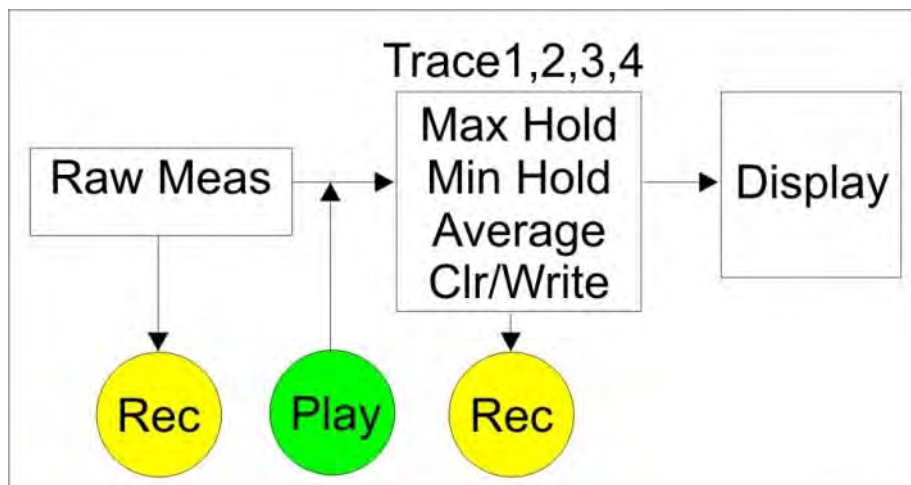 Trace1,2,3,4
Raw Meas
Max Hold
Min Hold
Average
Clr/Write
Display
Rec
Play
Rec